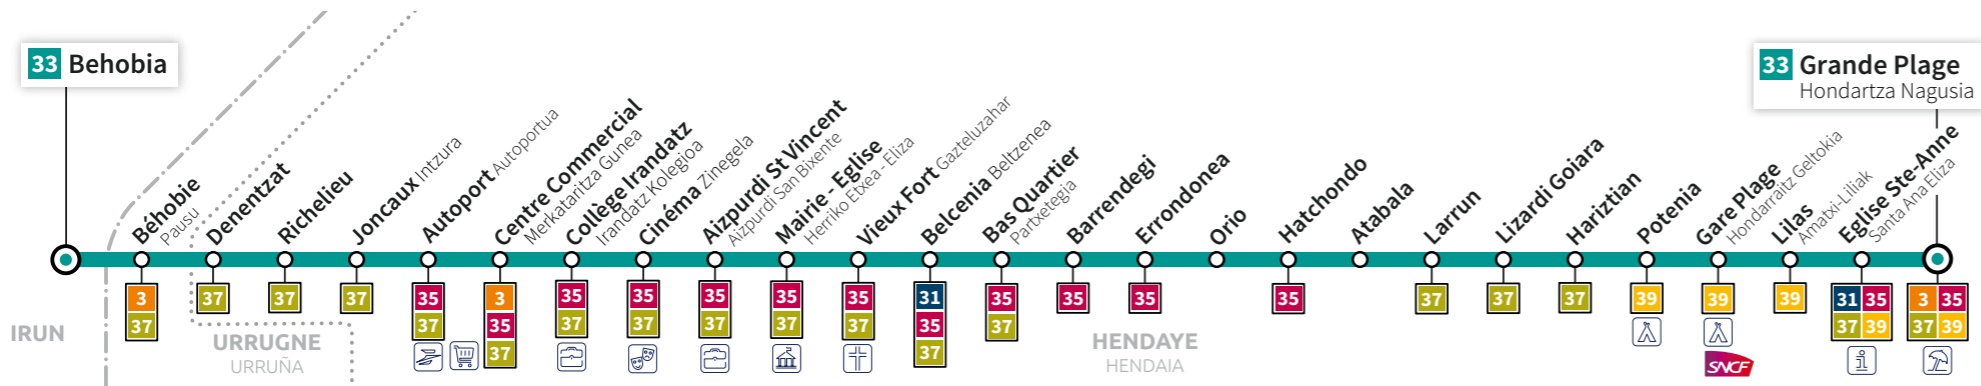 33 Behobia
33 Grande Plage
Hondartza Nagusia
Béhobie
Pausu
Denentzat
Richelieu
Joncaux Intzura
Autoport Autoportua
Centre Commercial
Merkataritza Gunea
Collège Irandatz
Irandatz Kolegioa
Cinéma Zinegela
Aizpurdi St Vincent
Aizpurdi San Bixente
Mairie - Eglise
Herriko Etxea - Eliza
Vieux Fort Gazteluzahar
Belcenia Beltzenea
Bas Quartier
Partxetegia
Barrendegi
Errondonea
Orio
Hatchondo
Atabala
Larrun
Lizardi Goiara
Hariztian
Potenia
Gare Plage
Hondarraitz Geltokia
Lilas
Amatxi-Liliak
Eglise Ste-Anne
Santa Ana Eliza
3
37
37
37
37
35
37
3
35
37
35
37
35
37
35
37
35
37
35
37
31
35
37
35
37
35
35
35
37
37
37
39
39
39
31 35
37 39
3 35
37 39
IRUN
URRUGNE
URRUÑA
HENDAYE
HENDAIA
SNCF
i